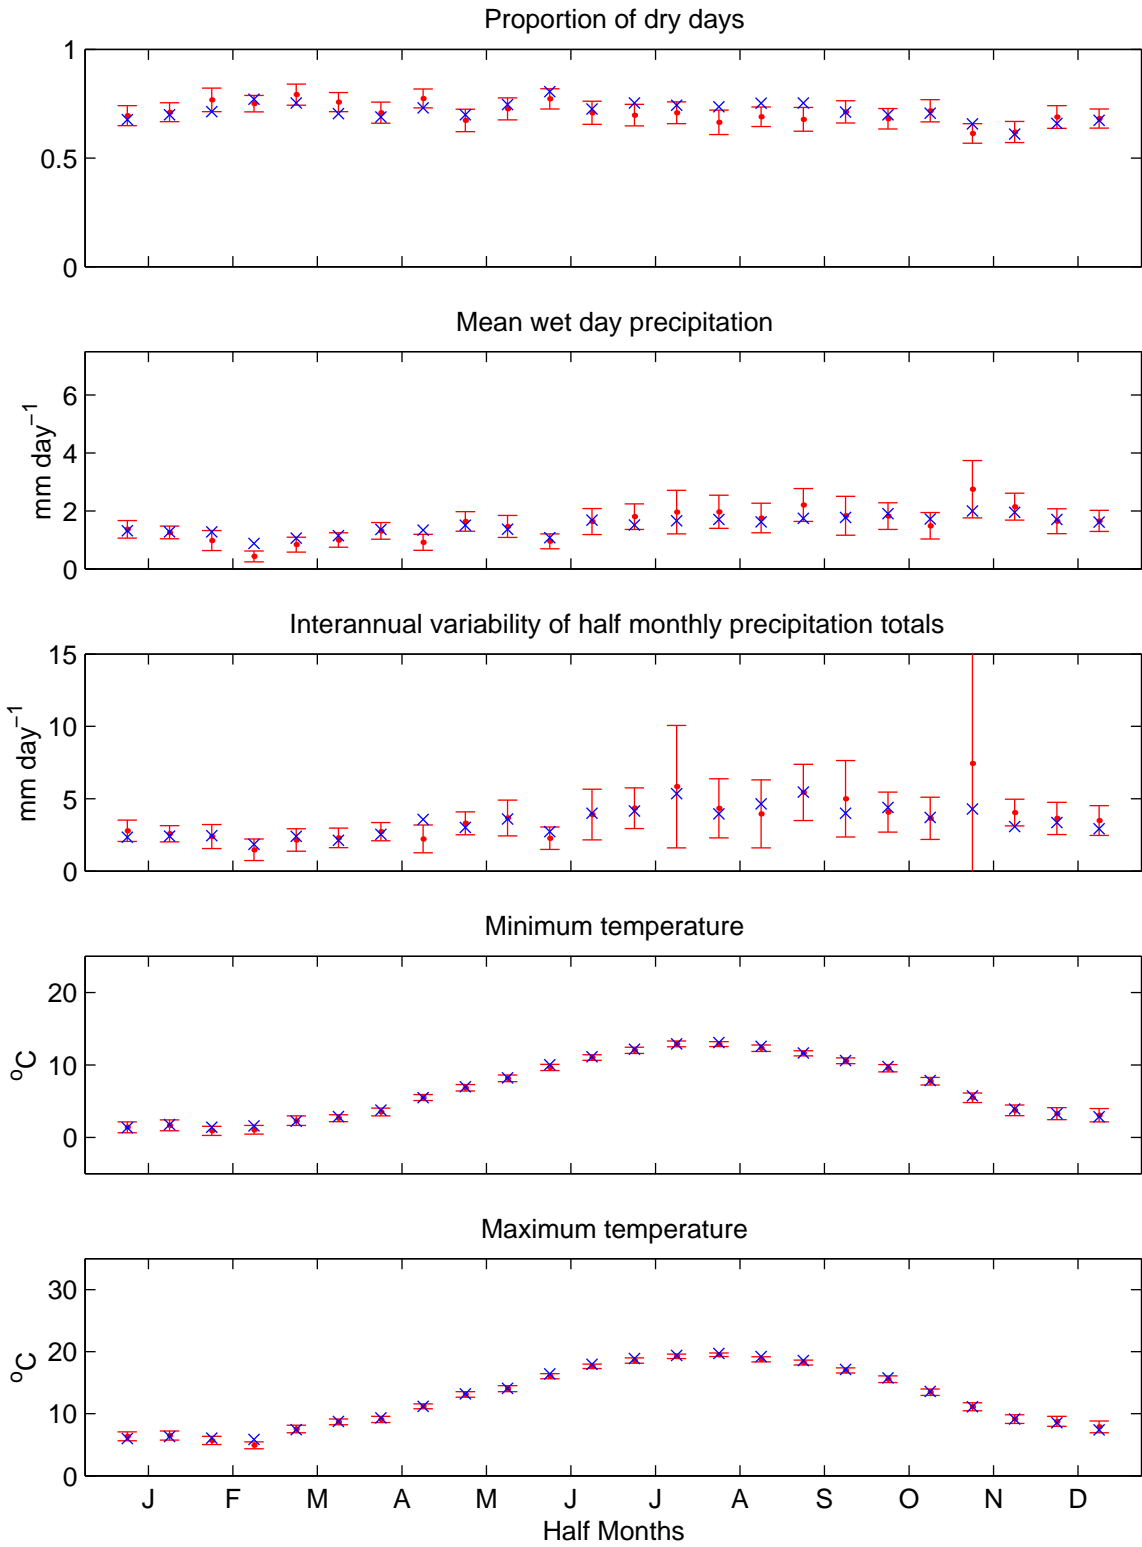 Proportion of dry days
1
0.5
0
Mean wet day precipitation
mm day⁻¹
6
4
2
0
Interannual variability of half monthly precipitation totals
mm day⁻¹
15
10
5
0
Minimum temperature
ºC
20
10
0
Maximum temperature
ºC
30
20
10
0
J F M A M J J A S O N D
Half Months